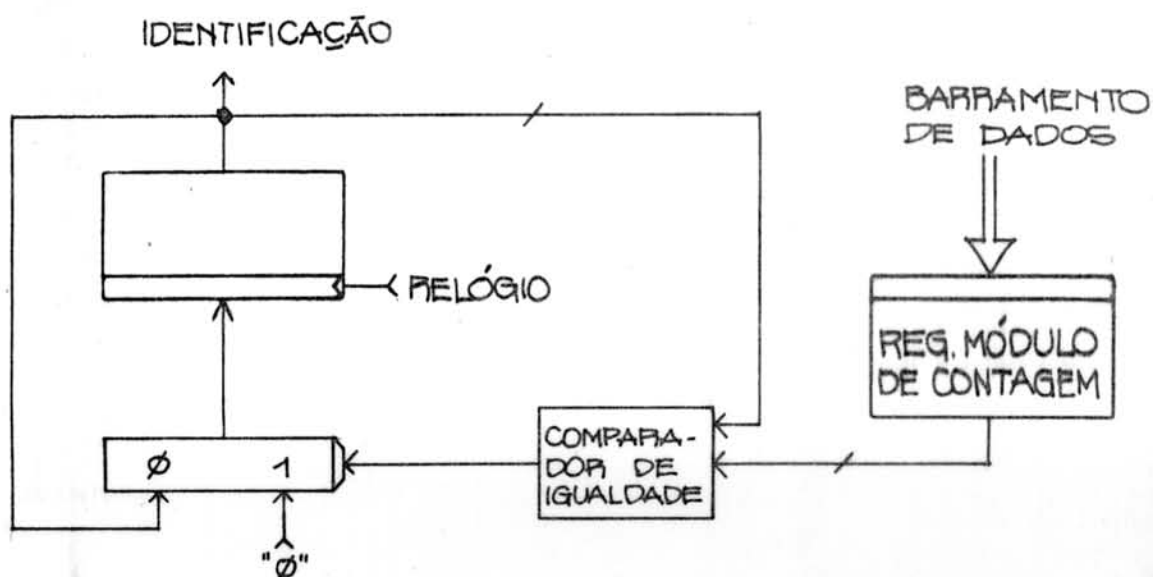 IDENTIFICAÇÃO
BARRAMENTO
DE DADOS
RELÓGIO
REG. MÓDULO
DE CONTAGEM
COMPARA-
DOR DE
IGUALDADE
Ø 1
"Ø"